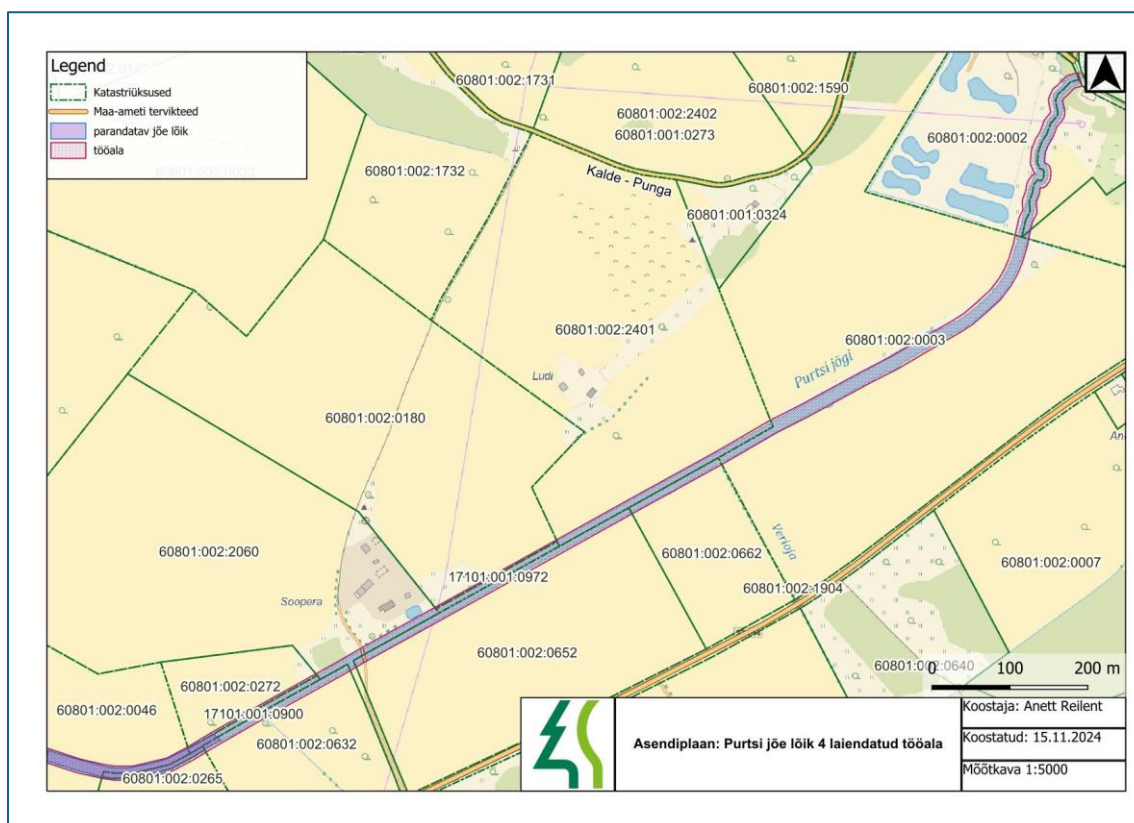 Legend
Katastriüksused
Maa-ameti tervikteed
parandatav jõe lõik
tööala
60801:002:1731
60801:002:1590
60801:002:2402
60801:001:0273
60801:002:0002
60801:002:1732
Kalde - Punga
60801:001:0324
60801:002:2401
60801:002:0003
Purtsi jõgi
Ludi
60801:002:0180
60801:002:2060
60801:002:0662
Verioja
60801:002:0007
17101:001:0972
60801:002:1904
Soopera
60801:002:0652
60801:002:0640
0 100 200 m
60801:002:0272
60801:002:0046
17101:001:0900
60801:002:0632
60801:002:0265
Asendiplaan: Purtsi jõe lõik 4 laiendatud tööala
Koostaja: Anett Reilent
Koostatud: 15.11.2024
Mõõtkava 1:5000